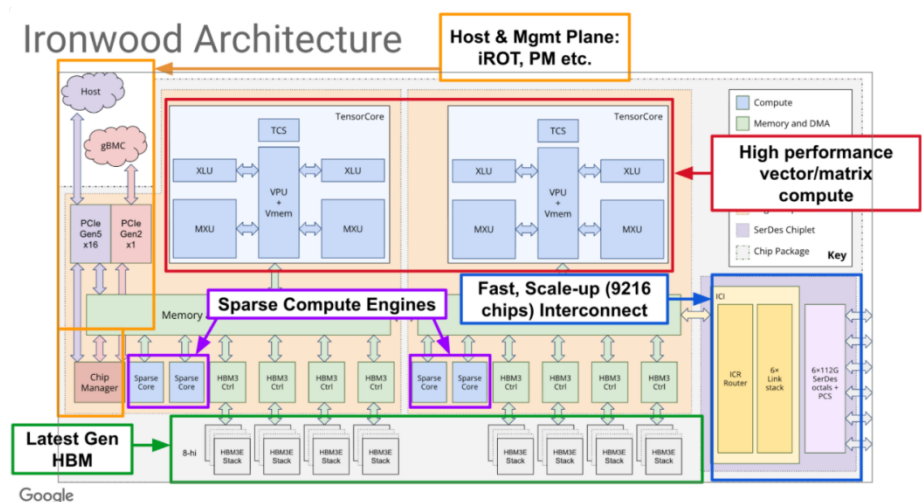 Ironwood Architecture
Host & Mgmt Plane:
iROT, PM etc.
Host
gBMC
PCIe
Gen5
x16
PCIe
Gen2
x1
TensorCore
TCS
XLU
XLU
VPU
+
Vmem
MXU
MXU
TensorCore
TCS
XLU
XLU
VPU
+
Vmem
MXU
MXU
Compute
Memory and DMA
High performance
vector/matrix
compute
SerDes Chiplet
Chip Package
Key
Memory
Sparse Compute Engines
Fast, Scale-up (9216
chips) Interconnect
ICI
ICR
Router
6×
Link
stack
6×112G
SerDes
octals +
PCS
Chip
Manager
Sparse
Core
Sparse
Core
HBM3
Ctrl
HBM3
Ctrl
HBM3
Ctrl
HBM3
Ctrl
Sparse
Core
Sparse
Core
HBM3
Ctrl
HBM3
Ctrl
HBM3
Ctrl
HBM3
Ctrl
Latest Gen
HBM
8-hi
HBM3E
Stack
HBM3E
Stack
HBM3E
Stack
HBM3E
Stack
HBM3E
Stack
HBM3E
Stack
HBM3E
Stack
HBM3E
Stack
Google